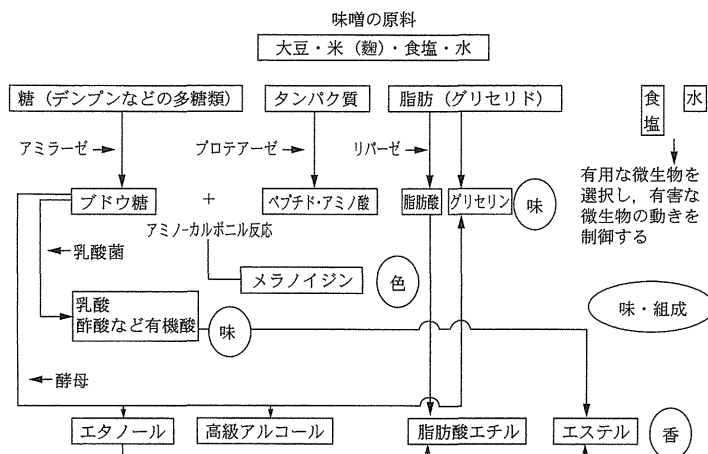 味噌の原料
大豆・米（麹）・食塩・水
糖（デンプンなどの多糖類）
タンパク質
脂肪（グリセリド）
食塩
水
アミラーゼ
プロテアーゼ
リパーゼ
有用な微生物を
選択し，有害な
微生物の動きを
制御する
ブドウ糖
+
ペプチド・アミノ酸
脂肪酸
グリセリン
味
アミノーカルボニル反応
乳酸菌
メラノイジン
色
乳酸
酢酸など有機酸
味
味・組成
酵母
エタノール
高級アルコール
脂肪酸エチル
エステル
香